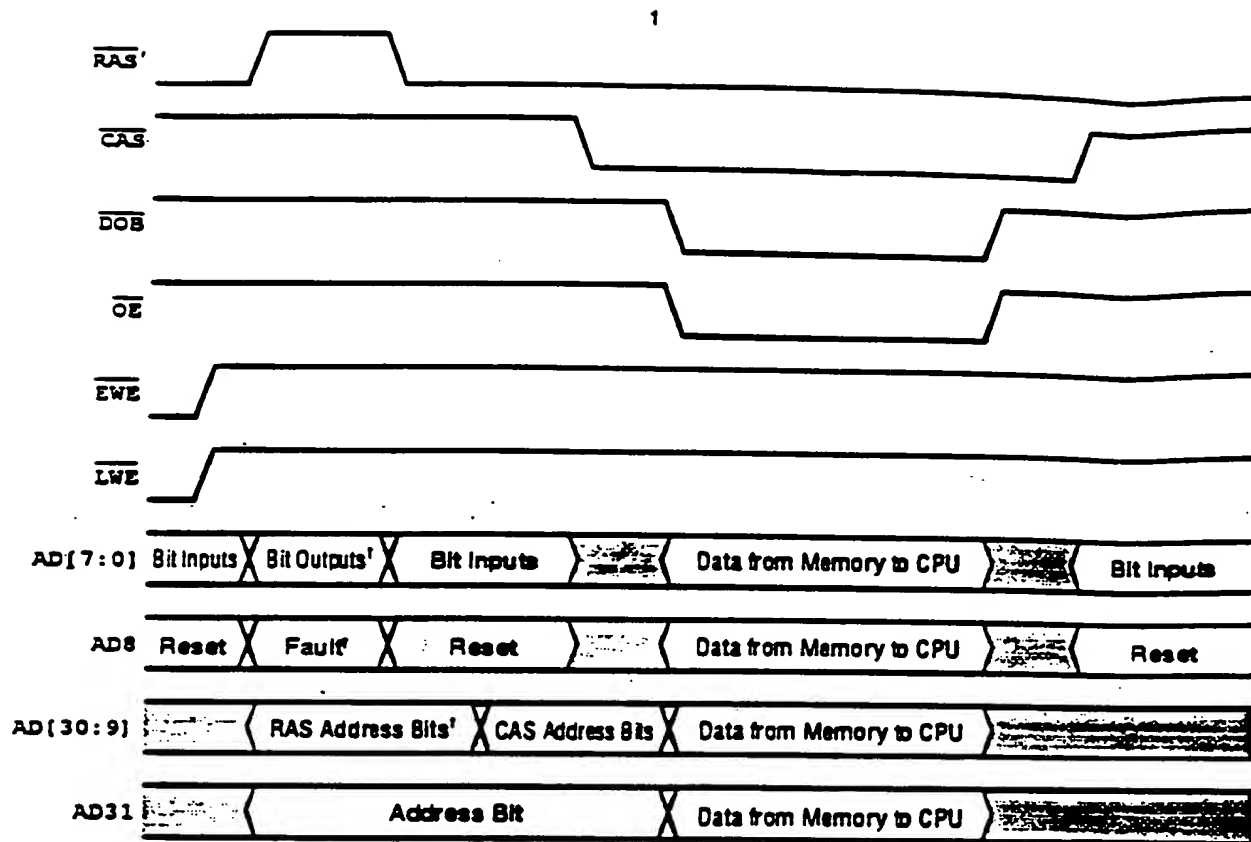 1
RAS'
CAS
DOB
OE
EWE
LWE
AD[7:0] Bit Inputs Bit Outputs† Bit Inputs Data from Memory to CPU Bit Inputs
AD8 Reset Fault† Reset Data from Memory to CPU Reset
AD[30:9] RAS Address Bits† CAS Address Bits Data from Memory to CPU
AD31 Address Bit Data from Memory to CPU